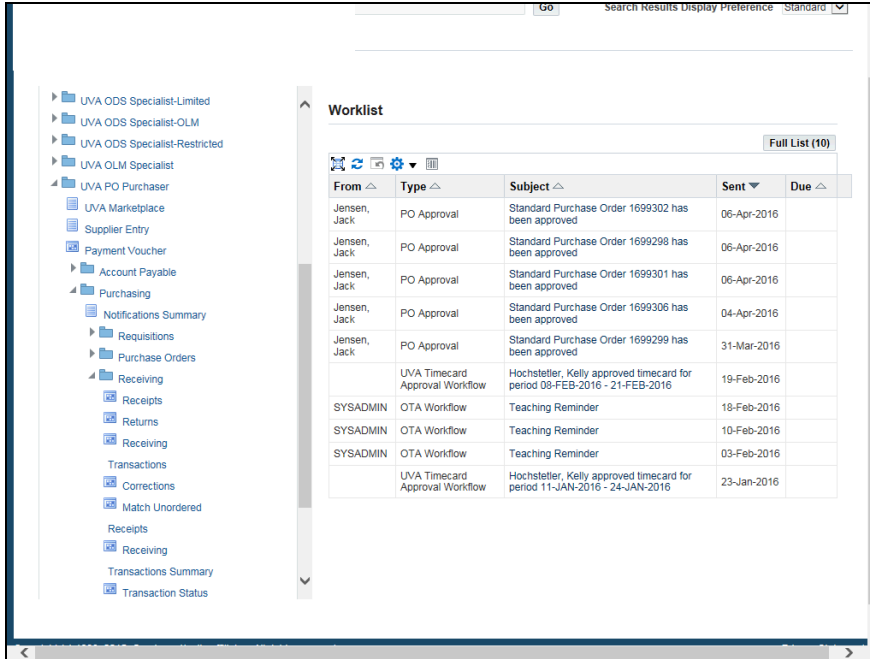 Go Search Results Display Preference Standard
UVA ODS Specialist-Limited
UVA ODS Specialist-OLM
UVA ODS Specialist-Restricted
UVA OLM Specialist
UVA PO Purchaser
UVA Marketplace
Supplier Entry
Payment Voucher
Account Payable
Purchasing
Notifications Summary
Requisitions
Purchase Orders
Receiving
Receipts
Returns
Receiving
Transactions
Corrections
Match Unordered
Receipts
Receiving
Transactions Summary
Transaction Status
Worklist
Full List (10)
From Type Subject Sent Due
Jensen, Jack PO Approval Standard Purchase Order 1699302 has
been approved 06-Apr-2016
Jensen, Jack PO Approval Standard Purchase Order 1699298 has
been approved 06-Apr-2016
Jensen, Jack PO Approval Standard Purchase Order 1699301 has
been approved 06-Apr-2016
Jensen, Jack PO Approval Standard Purchase Order 1699306 has
been approved 04-Apr-2016
Jensen, Jack PO Approval Standard Purchase Order 1699299 has
been approved 31-Mar-2016
UVA Timecard Approval Workflow Hochstetler, Kelly approved timecard for
period 08-FEB-2016 - 21-FEB-2016 19-Feb-2016
SYSADMIN OTA Workflow Teaching Reminder 18-Feb-2016
SYSADMIN OTA Workflow Teaching Reminder 10-Feb-2016
SYSADMIN OTA Workflow Teaching Reminder 03-Feb-2016
UVA Timecard Approval Workflow Hochstetler, Kelly approved timecard for
period 11-JAN-2016 - 24-JAN-2016 23-Jan-2016